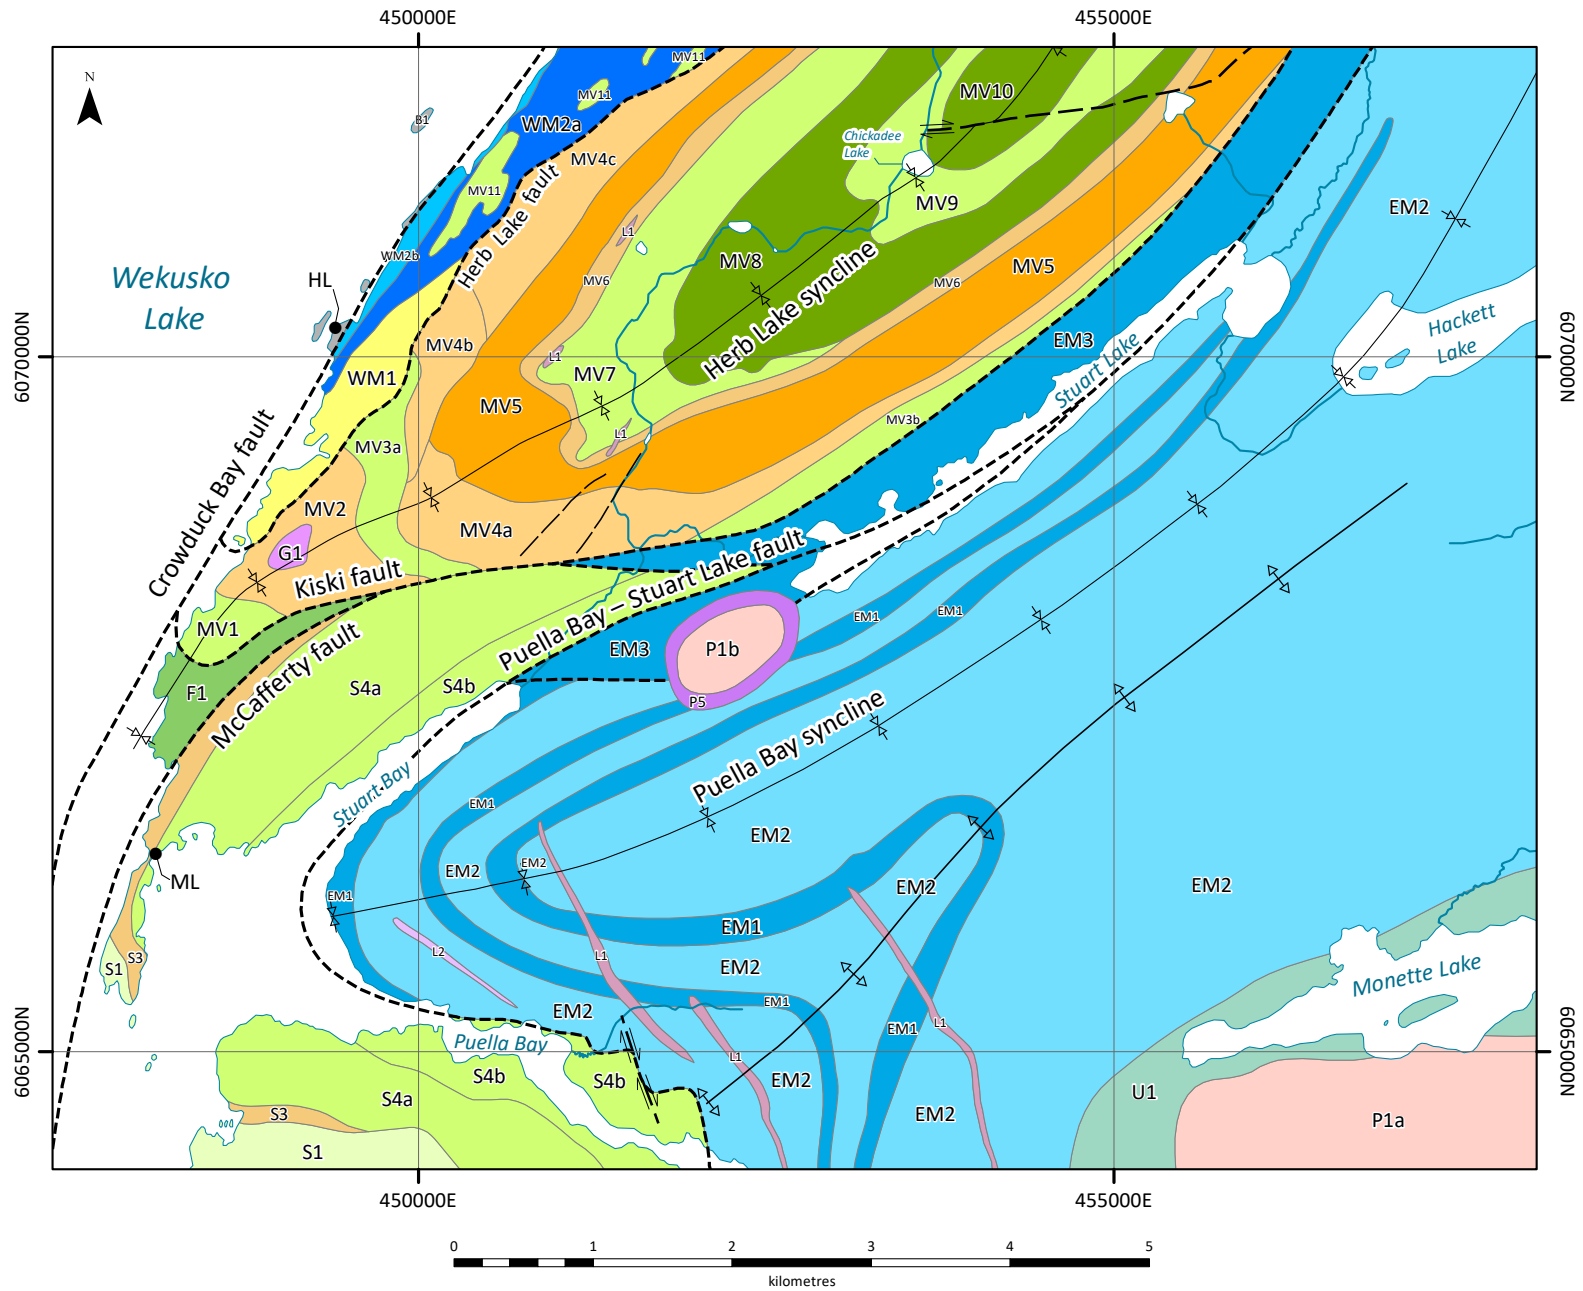 450000E
455000E
N
MV11
B1
MV11
WM2a
MV10
Chickadee
Lake
MV4c
MV11
Herb Lake fault
MV9
EM2
L1
WM2b
MV8
MV5
MV6
MV6
HL
Wekusko
Lake
Herb Lake syncline
EM3
Stuart Lake
Hackett
Lake
6070000N
6070000N
MV4b
L1
MV7
WM1
MV5
MV3b
L1
MV3a
Crowduck Bay fault
MV2
MV4a
G1
Kiski fault
Puella Bay – Stuart Lake fault
MV1
EM1
EM1
EM3
P1b
F1
McCafferty fault
S4a
S4b
P5
Puella Bay syncline
Stuart Bay
EM1
EM2
EM2
EM2
ML
EM1
EM2
EM2
EM1
L2
L1
S1
S3
EM2
Monette Lake
EM1
EM2
L1
EM1
Puella Bay
L1
6065000N
6065000N
S4b
S4b
EM2
S4a
U1
S3
EM2
P1a
S1
450000E
455000E
0 1 2 3 4 5
kilometres